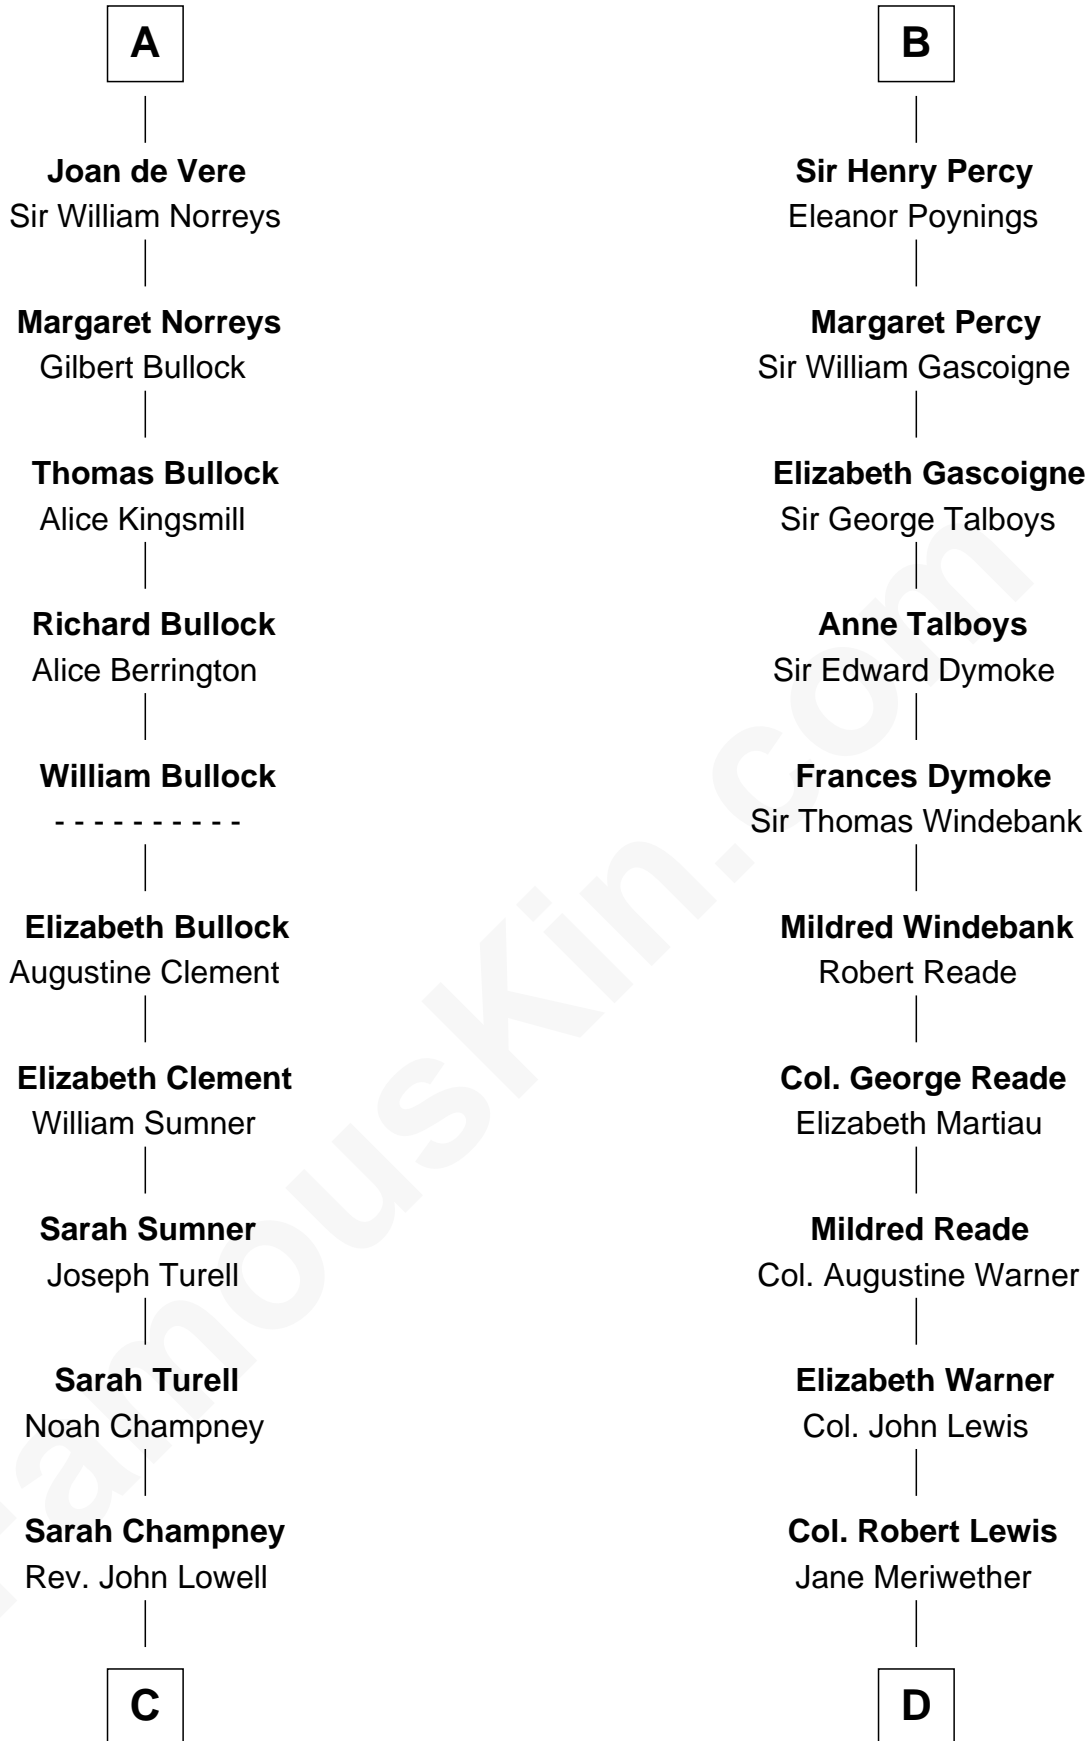 A
Joan de Vere
Sir William Norreys
Margaret Norreys
Gilbert Bullock
Thomas Bullock
Alice Kingsmill
Richard Bullock
Alice Berrington
William Bullock
- - - - - - - - - -
Elizabeth Bullock
Augustine Clement
Elizabeth Clement
William Sumner
Sarah Sumner
Joseph Turell
Sarah Turell
Noah Champney
Sarah Champney
Rev. John Lowell
C
B
Sir Henry Percy
Eleanor Poynings
Margaret Percy
Sir William Gascoigne
Elizabeth Gascoigne
Sir George Talboys
Anne Talboys
Sir Edward Dymoke
Frances Dymoke
Sir Thomas Windebank
Mildred Windebank
Robert Reade
Col. George Reade
Elizabeth Martiau
Mildred Reade
Col. Augustine Warner
Elizabeth Warner
Col. John Lewis
Col. Robert Lewis
Jane Meriwether
D
FamousKin.com